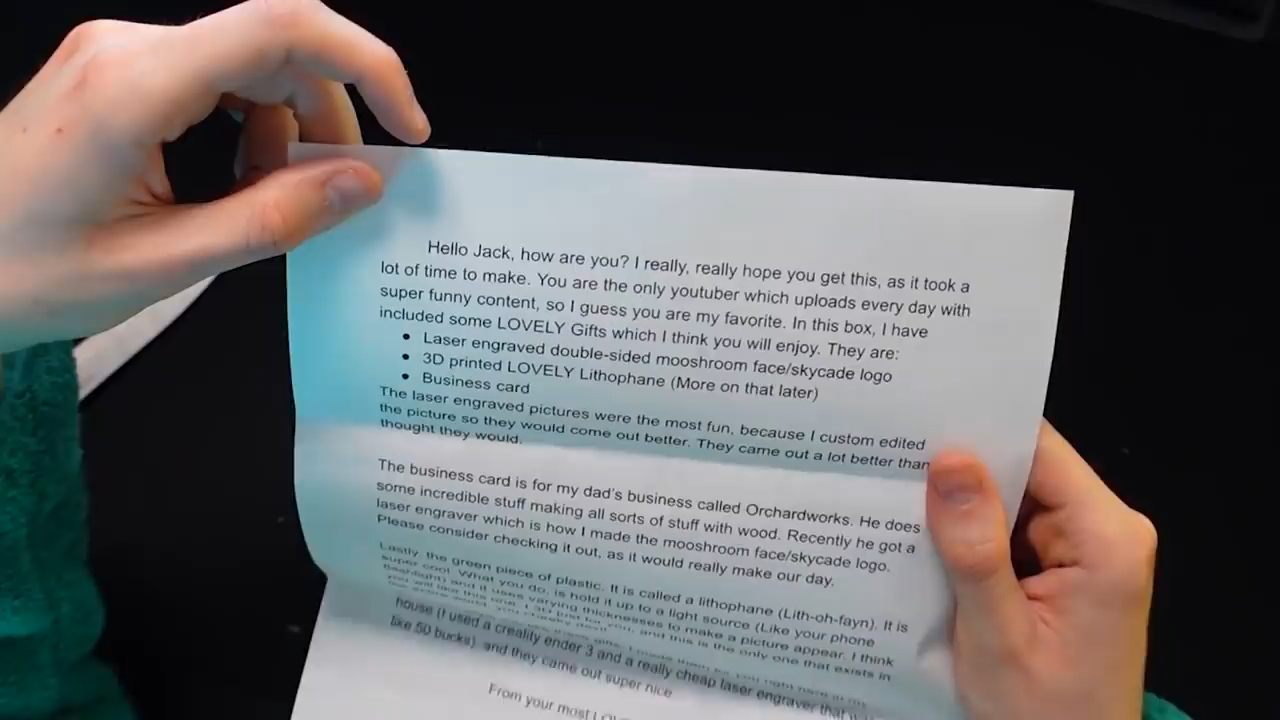 Hello Jack, how are you? I really, really hope you get this, as it took a
lot of time to make. You are the only youtuber which uploads every day with
super funny content, so I guess you are my favorite. In this box, I have
included some LOVELY Gifts which I think you will enjoy. They are:
• Laser engraved double-sided mooshroom face/skycade logo
• 3D printed LOVELY Lithophane (More on that later)
• Business card
The laser engraved pictures were the most fun, because I custom edited
the picture so they would come out better. They came out a lot better than
thought they would.
The business card is for my dad's business called Orchardworks. He does
some incredible stuff making all sorts of stuff with wood. Recently he got a
laser engraver which is how I made the mooshroom face/skycade logo.
Please consider checking it out, as it would really make our day.
Lastly, the green piece of plastic. It is called a lithophane (Lith-oh-fayn). It is
super cool. What you do, is hold it up to a light source (Like your phone
flashlight) and it uses varying thicknesses to make a picture appear. I think
you will like this one, and this is the only one that exists in
house (I used a creality ender 3 and a really cheap laser engraver that
like 50 bucks), and they came out super nice
From your most